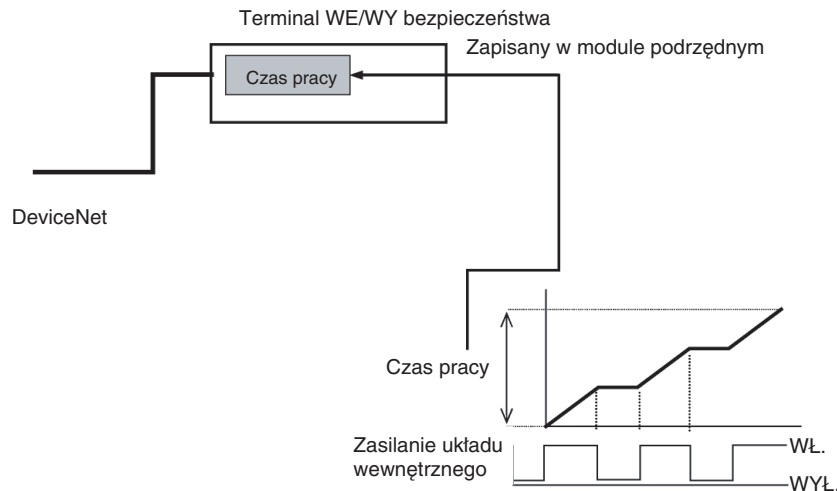 Terminal WE/WY bezpieczeństwa
Zapisany w module podrzędnym
Czas pracy
DeviceNet
Czas pracy
Zasilanie układu
wewnętrznego
WŁ.
WYŁ.